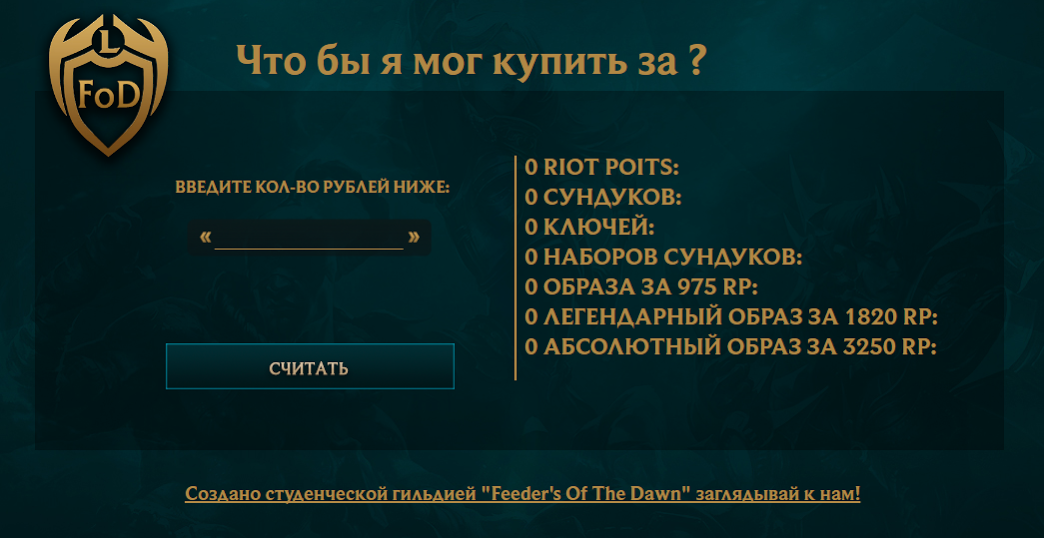 L
FoD
Что бы я мог купить за ?
ВВЕДИТЕ КОЛ-ВО РУБЛЕЙ НИЖЕ:
«__________________»
СЧИТАТЬ
0 RIOT POITS:
0 СУНДУКОВ:
0 КЛЮЧЕЙ:
0 НАБОРОВ СУНДУКОВ:
0 ОБРАЗА ЗА 975 RP:
0 ЛЕГЕНДАРНЫЙ ОБРАЗ ЗА 1820 RP:
0 АБСОЛЮТНЫЙ ОБРАЗ ЗА 3250 RP:
Создано студенческой гильдией "Feeder's Of The Dawn" заглядывай к нам!